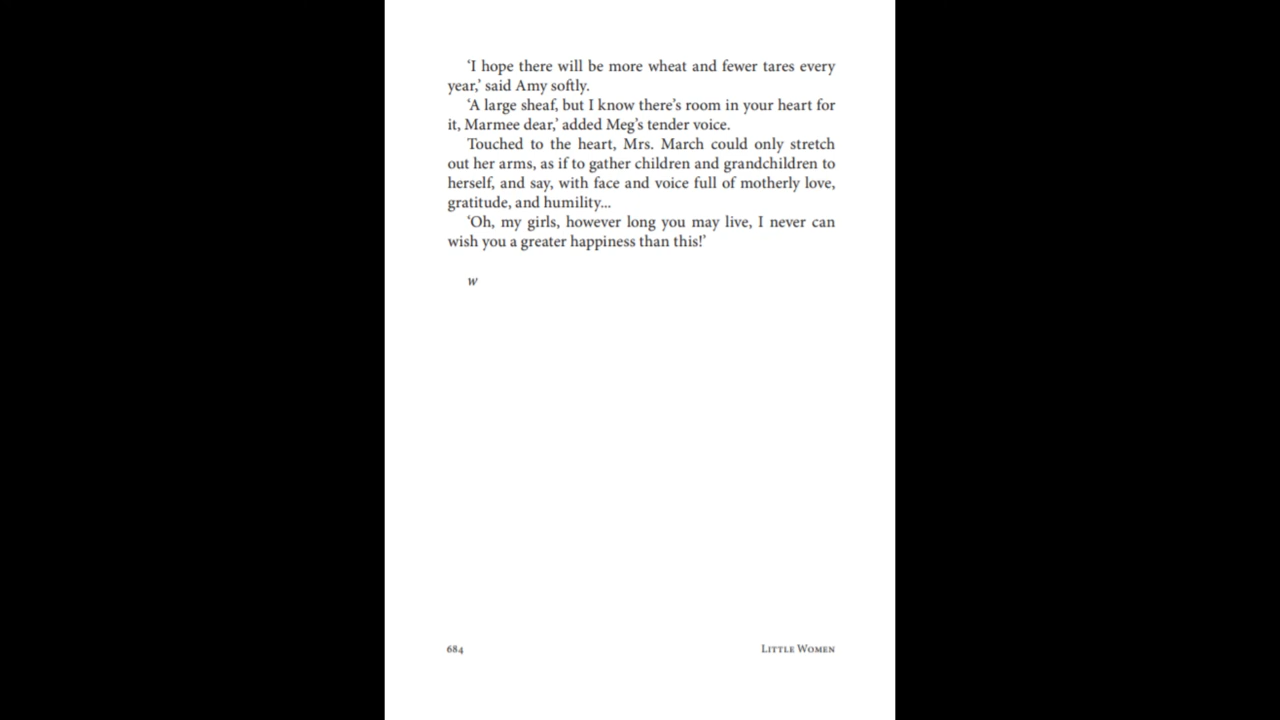 ‘I hope there will be more wheat and fewer tares every
year,’ said Amy softly.
‘A large sheaf, but I know there’s room in your heart for
it, Marmee dear,’ added Meg’s tender voice.
Touched to the heart, Mrs. March could only stretch
out her arms, as if to gather children and grandchildren to
herself, and say, with face and voice full of motherly love,
gratitude, and humility...
‘Oh, my girls, however long you may live, I never can
wish you a greater happiness than this!’
w
684 Little Women